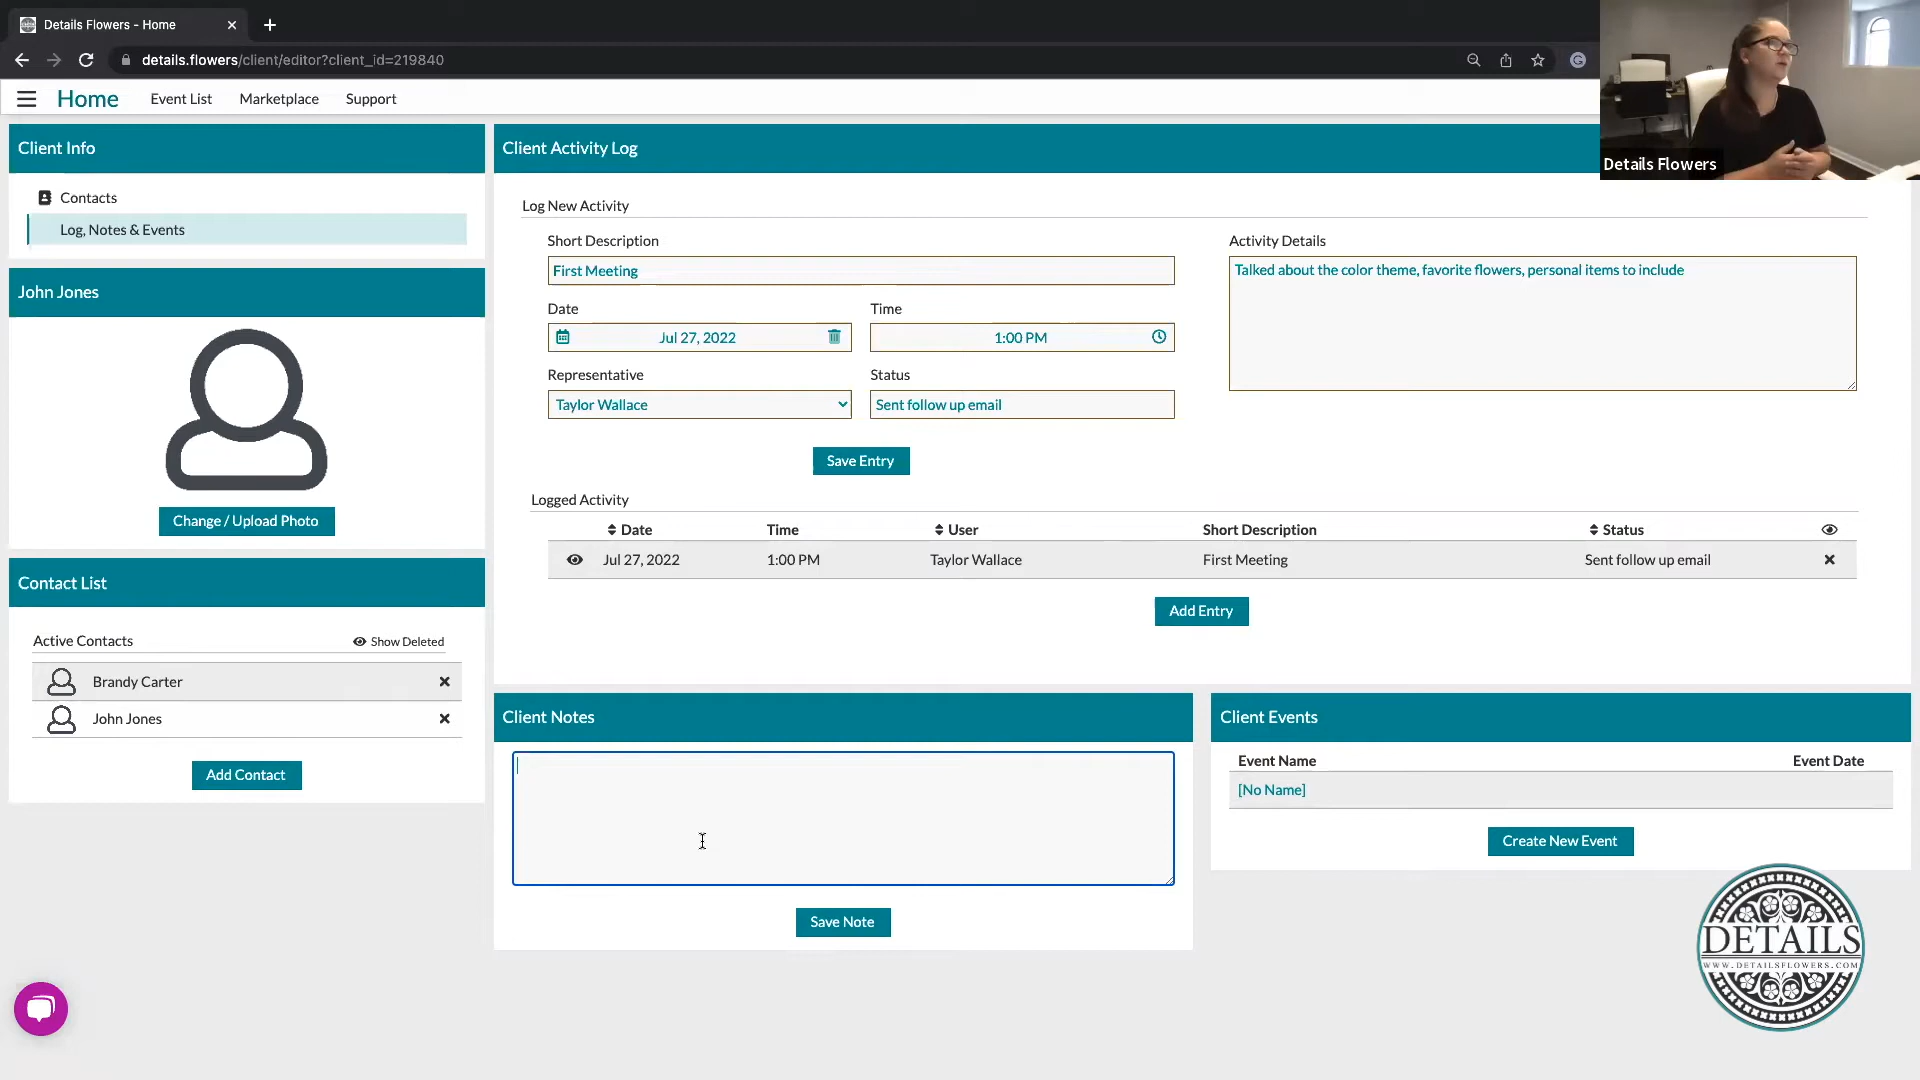 Details Flowers - Home
details.flowers/client/editor?client_id=219840
Home Event List Marketplace Support
Details Flowers
Client Info
Contacts
Log, Notes & Events
John Jones
Change / Upload Photo
Contact List
Active Contacts Show Deleted
Brandy Carter
John Jones
Add Contact
Client Activity Log
Log New Activity
Short Description
First Meeting
Date Time
Jul 27, 2022 1:00 PM
Representative Status
Taylor Wallace Sent follow up email
Activity Details
Talked about the color theme, favorite flowers, personal items to include
Save Entry
Logged Activity
Date Time User Short Description Status
Jul 27, 2022 1:00 PM Taylor Wallace First Meeting Sent follow up email
Add Entry
Client Notes
Save Note
Client Events
Event Name Event Date
[No Name]
Create New Event
DETAILS
WWW.DETAILSFLOWERS.COM